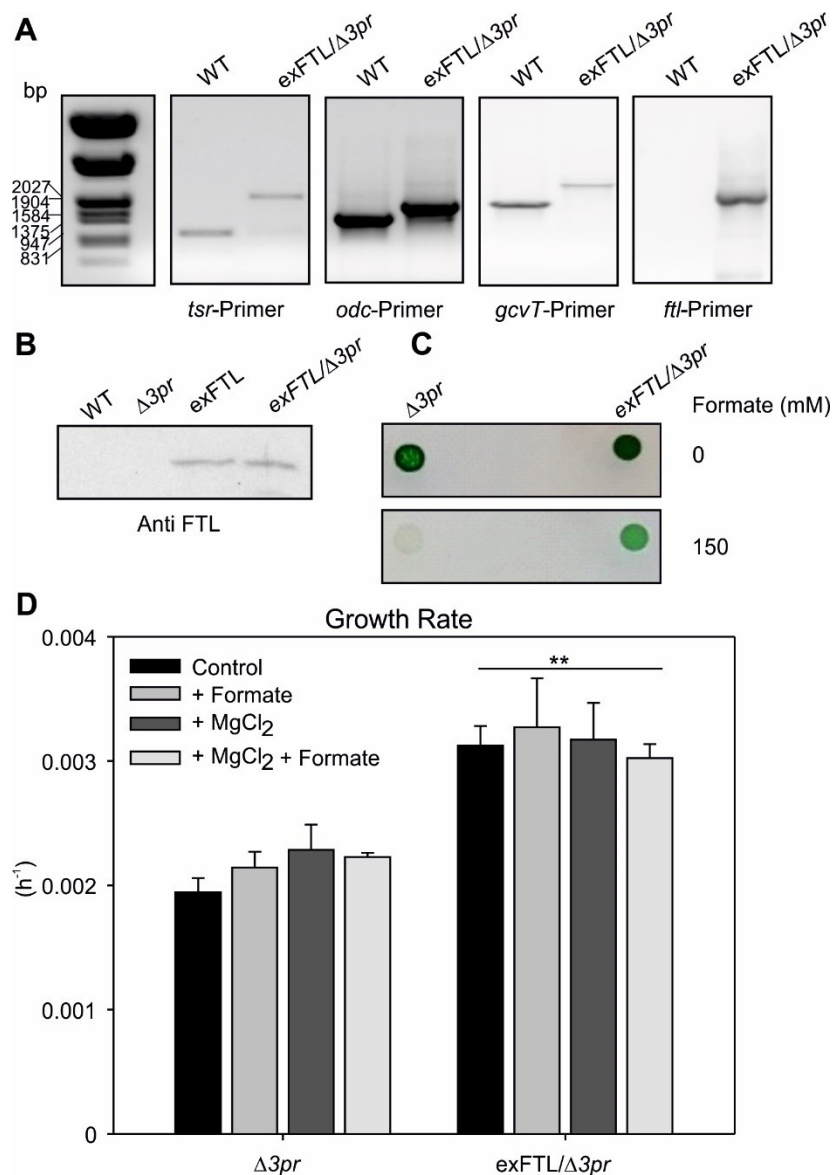 A
WT
exFTL/Δ3pr
WT
exFTL/Δ3pr
WT
exFTL/Δ3pr
WT
exFTL/Δ3pr
bp
2027
1904
1584
1375
947
831
tsr-Primer
odc-Primer
gcvT-Primer
ftl-Primer
B
WT
Δ3pr
exFTL
exFTL/Δ3pr
Anti FTL
C
Δ3pr
exFTL/Δ3pr
Formate (mM)
0
150
D
Growth Rate
0.004
0.003
0.002
0.001
0
(h⁻¹)
Control
+ Formate
+ MgCl₂
+ MgCl₂ + Formate
**
Δ3pr
exFTL/Δ3pr